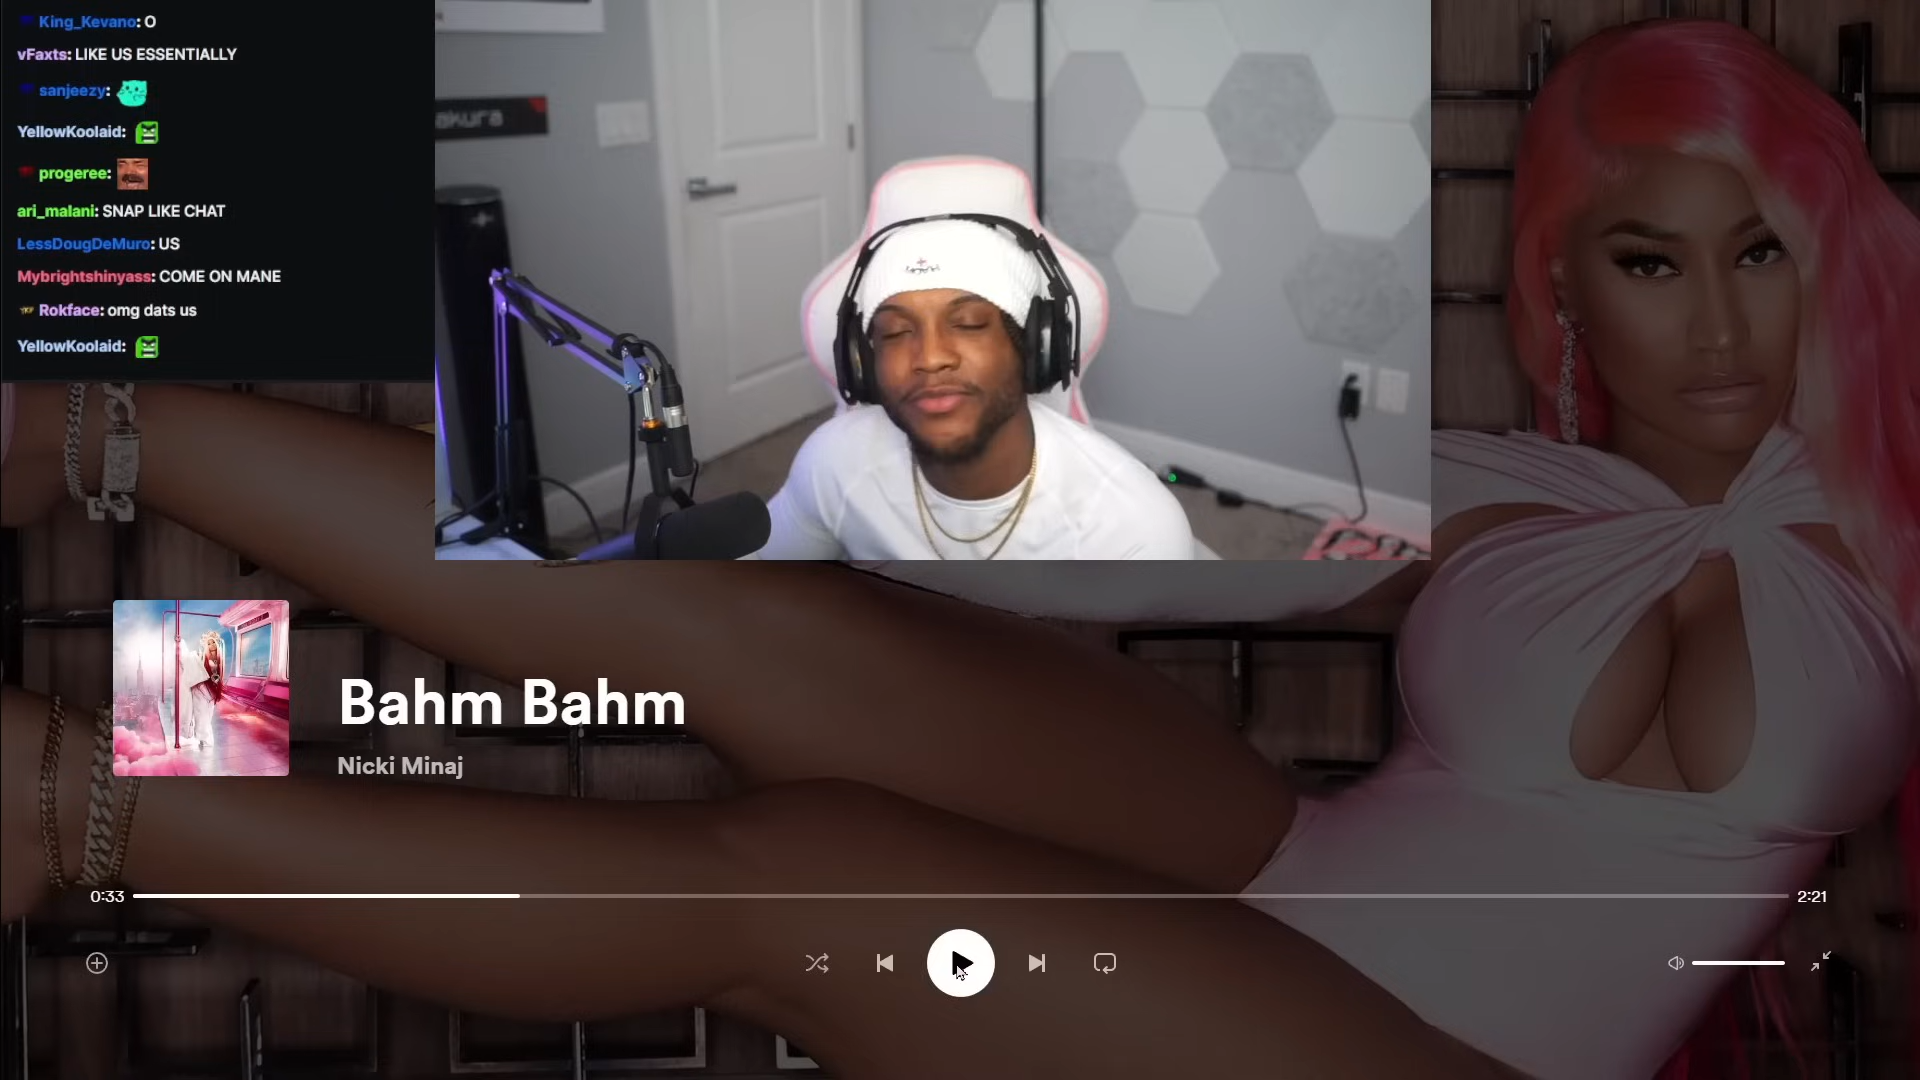 King_Kevano: O
vFaxts: LIKE US ESSENTIALLY
sanjeezy:
YellowKoolaid:
progeree:
ari_malani: SNAP LIKE CHAT
LessDougDeMuro: US
Mybrightshinyass: COME ON MANE
Rokface: omg dats us
YellowKoolaid:
akura
Bahm Bahm
Nicki Minaj
0:33
2:21